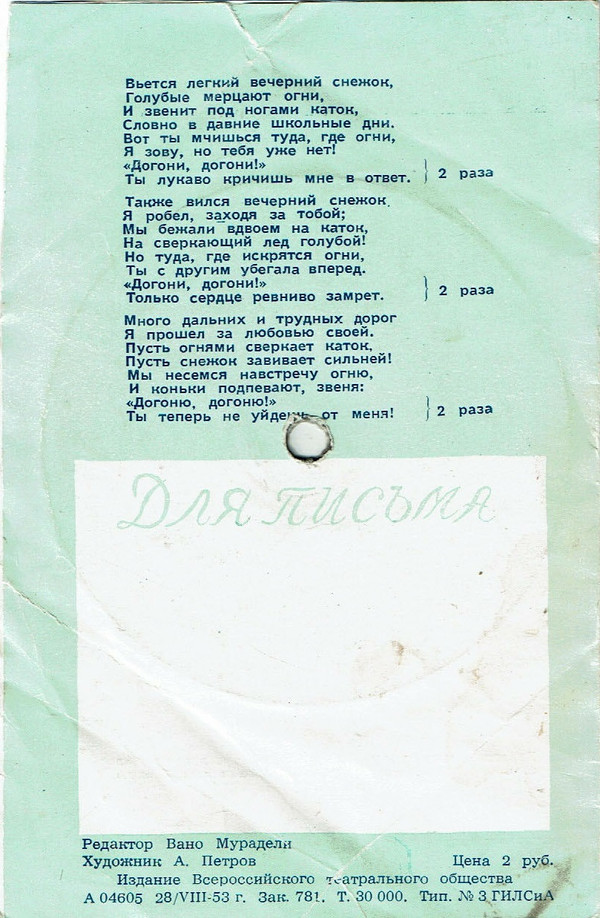 Вьется легкий вечерний снежок,
Голубые мерцают огни,
И звенит под ногами каток,
Словно в давние школьные дни.
Вот ты мчишься туда, где огни,
Я зову, но тебя уже нет!
«Догони, догони!»
Ты лукаво кричишь мне в ответ. } 2 раза
Также вился вечерний снежок.
Я робел, заходя за тобой;
Мы бежали вдвоем на каток,
На сверкающий лед голубой!
Но туда, где искрятся огни,
Ты с другим убегала вперед.
«Догони, догони!»
Только сердце ревниво замрет. } 2 раза
Много дальних и трудных дорог
Я прошел за любовью своей.
Пусть огнями сверкает каток,
Пусть снежок завивает сильней!
Мы несемся навстречу огню,
И коньки подпевают, звеня:
«Догоню, догоню!»
Ты теперь не уйдешь от меня! } 2 раза
Для письма
Редактор Вано Мурадели
Художник А. Петров Цена 2 руб.
Издание Всероссийского театрального общества
А 04605 28/VIII-53 г. Зак. 781. Т. 30 000. Тип. № 3 ГИЛСиА